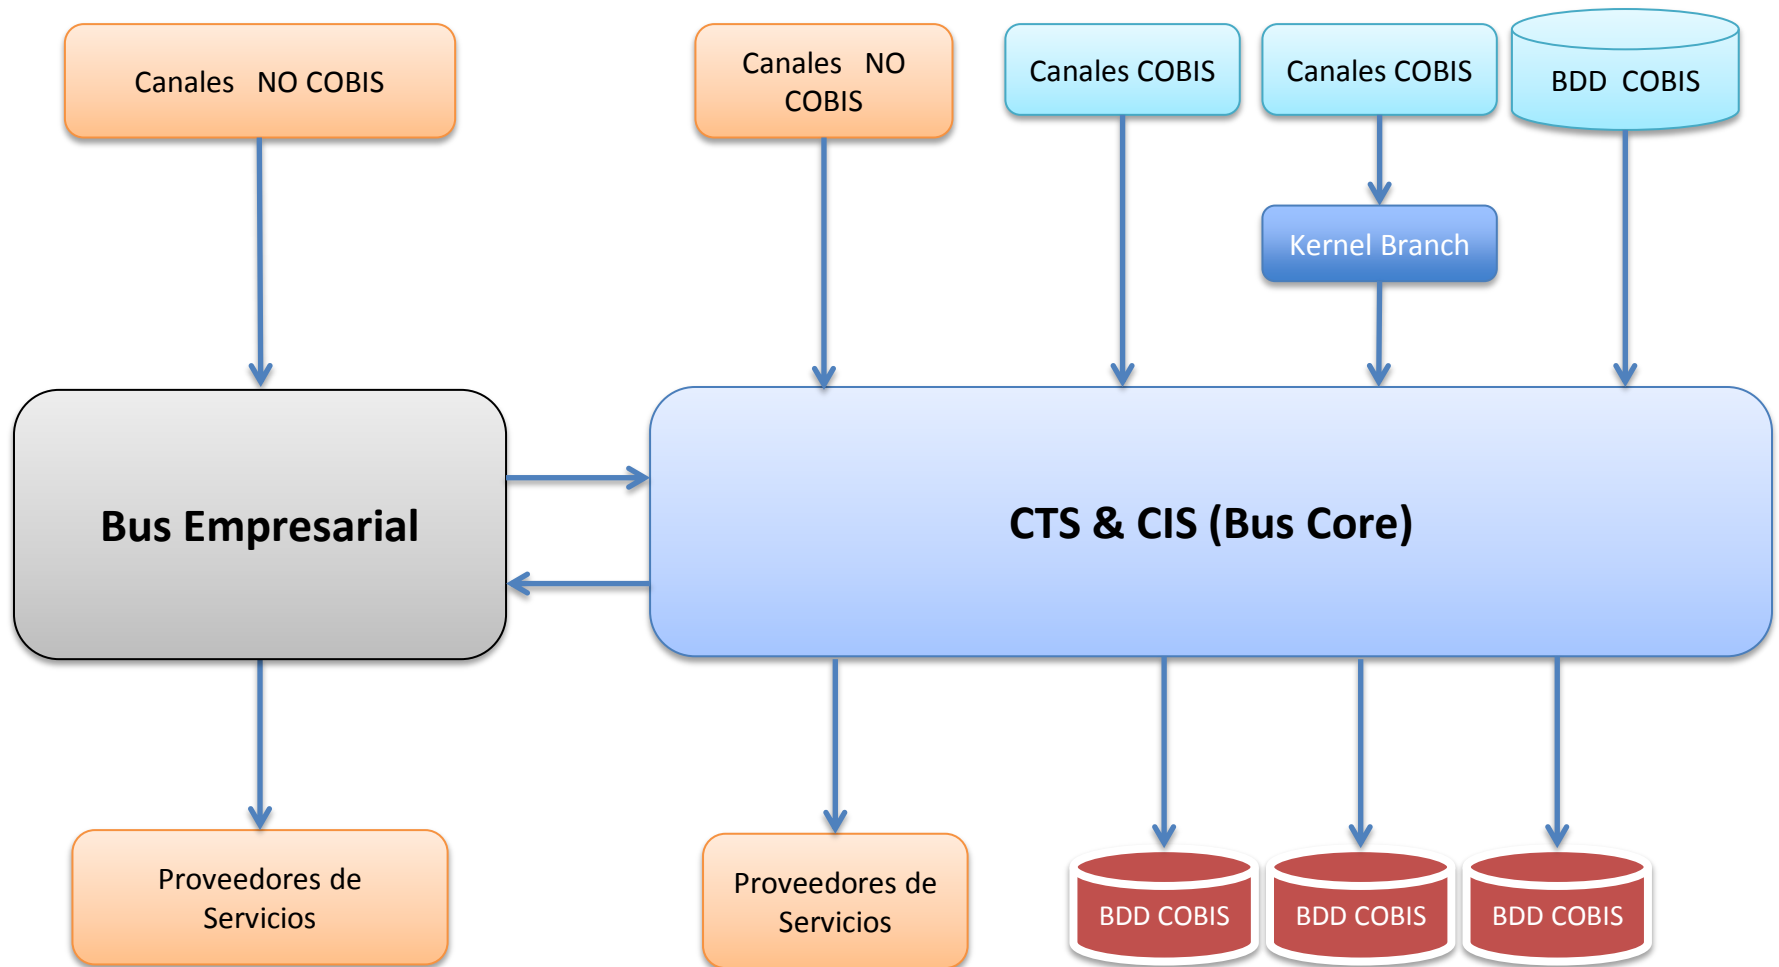 Canales NO COBIS
Canales NO
COBIS
Canales COBIS
Canales COBIS
BDD COBIS
Kernel Branch
Bus Empresarial
CTS & CIS (Bus Core)
Proveedores de
Servicios
Proveedores de
Servicios
BDD COBIS
BDD COBIS
BDD COBIS